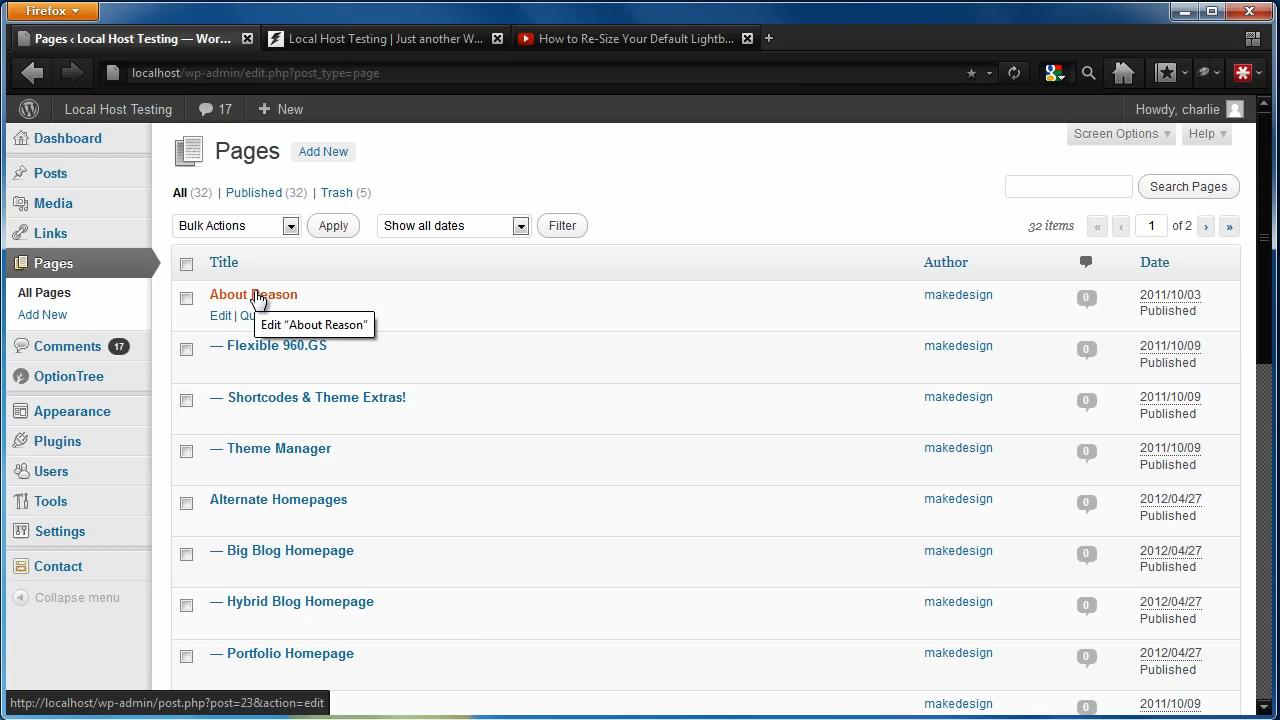 Firefox
Pages ‹ Local Host Testing — Wor...
Local Host Testing | Just another W...
How to Re-Size Your Default Lightb...
localhost/wp-admin/edit.php?post_type=page
Local Host Testing
17
New
Howdy, charlie
Dashboard
Posts
Media
Links
Pages
All Pages
Add New
Comments 17
OptionTree
Appearance
Plugins
Users
Tools
Settings
Contact
Collapse menu
Screen Options
Help
Pages
Add New
All (32) | Published (32) | Trash (5)
Search Pages
Bulk Actions
Apply
Show all dates
Filter
32 items
«
‹
1 of 2
›
»
Title
Author
Date
About Reason
makedesign
0
2011/10/03
Published
Edit |
Edit “About Reason”
— Flexible 960.GS
makedesign
0
2011/10/09
Published
— Shortcodes & Theme Extras!
makedesign
0
2011/10/09
Published
— Theme Manager
makedesign
0
2011/10/09
Published
Alternate Homepages
makedesign
0
2012/04/27
Published
— Big Blog Homepage
makedesign
0
2012/04/27
Published
— Hybrid Blog Homepage
makedesign
0
2012/04/27
Published
— Portfolio Homepage
makedesign
0
2012/04/27
Published
makedesign
0
2011/10/09
http://localhost/wp-admin/post.php?post=23&action=edit